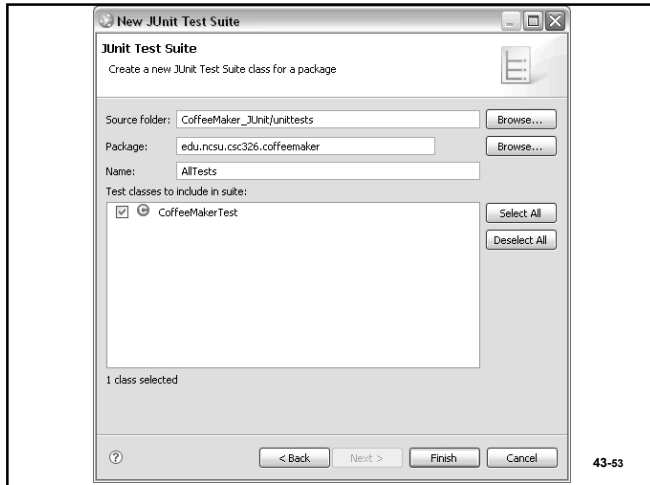 New JUnit Test Suite
JUnit Test Suite
Create a new JUnit Test Suite class for a package
Source folder: CoffeeMaker_JUnit/unittests Browse...
Package: edu.ncsu.csc326.coffeemaker Browse...
Name: AllTests
Test classes to include in suite:
CoffeeMakerTest
Select All
Deselect All
1 class selected
< Back Next > Finish Cancel
43-53